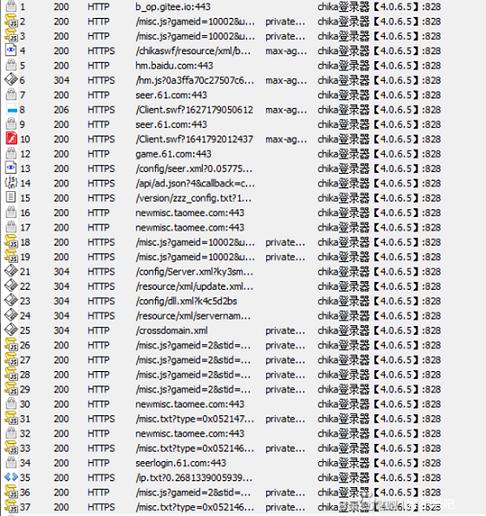 1 200 HTTP b_op.gitee.io:443 chika登录器【4.0.6.5】:828
2 200 HTTP /misc.js?gameid=10002&u... private... chika登录器【4.0.6.5】:828
3 200 HTTP /misc.js?gameid=10002&u... private... chika登录器【4.0.6.5】:828
4 200 HTTPS /chikaswf/resource/xml/b... max-ag... chika登录器【4.0.6.5】:828
5 200 HTTP hm.baidu.com:443 chika登录器【4.0.6.5】:828
6 304 HTTPS /hm.js?0a3ffa70c27507c6... max-ag... chika登录器【4.0.6.5】:828
7 200 HTTP seer.61.com:443 chika登录器【4.0.6.5】:828
8 206 HTTPS /Client.swf?1627179050612 max-ag... chika登录器【4.0.6.5】:828
9 200 HTTP seer.61.com:443 chika登录器【4.0.6.5】:828
10 200 HTTPS /Client.swf?1641792012437 max-ag... chika登录器【4.0.6.5】:828
12 200 HTTP game.61.com:443 chika登录器【4.0.6.5】:828
13 200 HTTPS /config/seer.xml?0.05775... chika登录器【4.0.6.5】:828
14 200 HTTPS /api/ad.json?4&callback=c... chika登录器【4.0.6.5】:828
15 200 HTTPS /version/zzz_config.txt?1... chika登录器【4.0.6.5】:828
16 200 HTTP newmisc.taomee.com:443 chika登录器【4.0.6.5】:828
17 200 HTTP newmisc.taomee.com:443 chika登录器【4.0.6.5】:828
18 200 HTTPS /misc.js?gameid=10002&u... private... chika登录器【4.0.6.5】:828
19 200 HTTPS /misc.js?gameid=10002&u... private... chika登录器【4.0.6.5】:828
21 304 HTTPS /config/Server.xml?ky3sm... chika登录器【4.0.6.5】:828
22 304 HTTPS /resource/xml/update.xml... chika登录器【4.0.6.5】:828
23 304 HTTPS /config/dll.xml?k4c5d2bs chika登录器【4.0.6.5】:828
24 304 HTTP /resource/xml/servernam... chika登录器【4.0.6.5】:828
25 304 HTTP /crossdomain.xml private... chika登录器【4.0.6.5】:828
26 200 HTTP /misc.js?gameid=2&stid=... private... chika登录器【4.0.6.5】:828
27 200 HTTP /misc.js?gameid=2&stid=... private... chika登录器【4.0.6.5】:828
28 200 HTTP /misc.js?gameid=2&stid=... private... chika登录器【4.0.6.5】:828
29 200 HTTP /misc.js?gameid=2&stid=... private... chika登录器【4.0.6.5】:828
30 200 HTTP newmisc.taomee.com:443 chika登录器【4.0.6.5】:828
31 200 HTTPS /misc.txt?type=0x052147... private... chika登录器【4.0.6.5】:828
32 200 HTTP newmisc.taomee.com:443 chika登录器【4.0.6.5】:828
33 200 HTTPS /misc.txt?type=0x052146... private... chika登录器【4.0.6.5】:828
34 200 HTTP seerlogin.61.com:443 chika登录器【4.0.6.5】:828
35 200 HTTPS /ip.txt?0.2681339005939... chika登录器【4.0.6.5】:828
36 200 HTTP /misc.js?gameid=2&stid=... private... chika登录器
37 200 HTTPS /misc.txt?type=0x052146... private... chika登录器